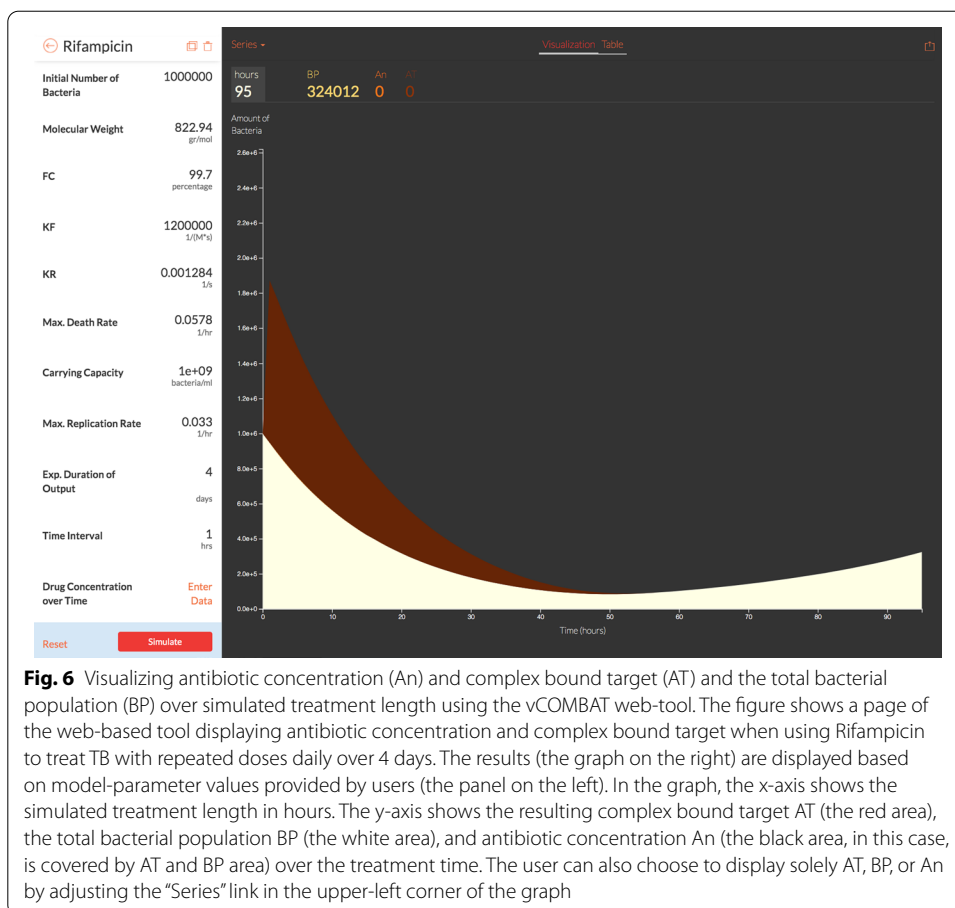 Rifampicin
Initial Number of Bacteria 1000000
Molecular Weight 822.94
gr/mol
FC 99.7
percentage
KF 1200000
1/(M*s)
KR 0.001284
1/s
Max. Death Rate 0.0578
1/hr
Carrying Capacity 1e+09
bacteria/ml
Max. Replication Rate 0.033
1/hr
Exp. Duration of Output 4
days
Time Interval 1
hrs
Drug Concentration over Time Enter Data
Reset Simulate
Series Visualization Table
hours BP An AT
95 324012 0 0
Amount of
Bacteria
2.6e+6
2.4e+6
2.2e+6
2.0e+6
1.8e+6
1.6e+6
1.4e+6
1.2e+6
1.0e+6
8.0e+5
6.0e+5
4.0e+5
2.0e+5
0.0e+0
0 10 20 30 40 50 60 70 80 90
Time (hours)
Fig. 6 Visualizing antibiotic concentration (An) and complex bound target (AT) and the total bacterial
population (BP) over simulated treatment length using the vCOMBAT web-tool. The figure shows a page of
the web-based tool displaying antibiotic concentration and complex bound target when using Rifampicin
to treat TB with repeated doses daily over 4 days. The results (the graph on the right) are displayed based
on model-parameter values provided by users (the panel on the left). In the graph, the x-axis shows the
simulated treatment length in hours. The y-axis shows the resulting complex bound target AT (the red area),
the total bacterial population BP (the white area), and antibiotic concentration An (the black area, in this case,
is covered by AT and BP area) over the treatment time. The user can also choose to display solely AT, BP, or An
by adjusting the "Series" link in the upper-left corner of the graph